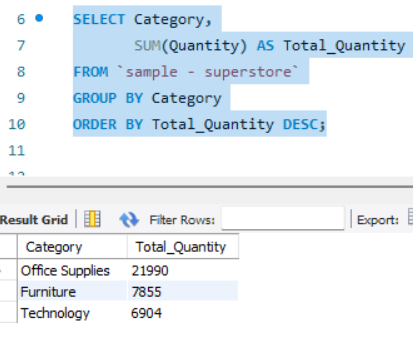 6 SELECT Category,
7 SUM(Quantity) AS Total_Quantity
8 FROM `sample - superstore`
9 GROUP BY Category
10 ORDER BY Total_Quantity DESC;
11
Result Grid Filter Rows: Export:
Category Total_Quantity
Office Supplies 21990
Furniture 7855
Technology 6904